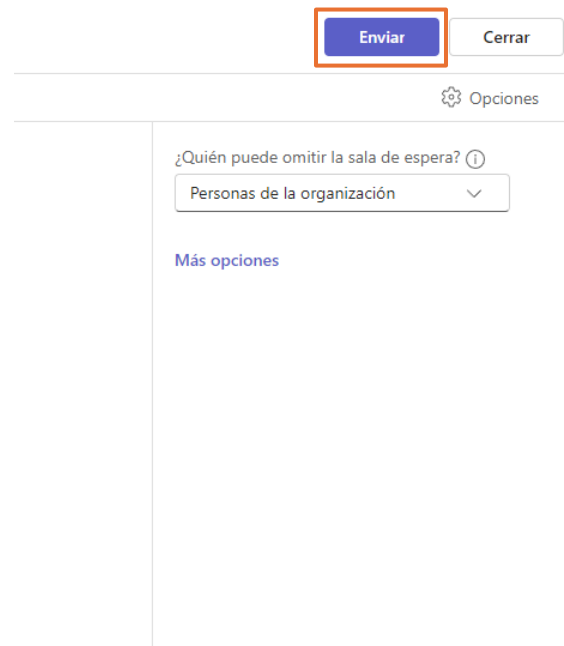 Enviar Cerrar
Opciones
¿Quién puede omitir la sala de espera?
Personas de la organización
Más opciones